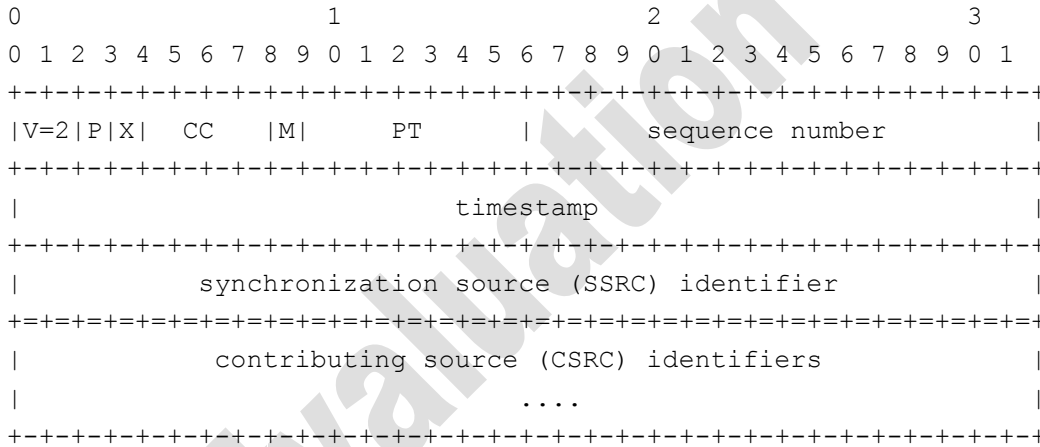 0                   1                   2                   3
0 1 2 3 4 5 6 7 8 9 0 1 2 3 4 5 6 7 8 9 0 1 2 3 4 5 6 7 8 9 0 1
+-+-+-+-+-+-+-+-+-+-+-+-+-+-+-+-+-+-+-+-+-+-+-+-+-+-+-+-+-+-+-+-+
|V=2|P|X|  CC   |M|     PT      |       sequence number         |
+-+-+-+-+-+-+-+-+-+-+-+-+-+-+-+-+-+-+-+-+-+-+-+-+-+-+-+-+-+-+-+-+
|                           timestamp                           |
+-+-+-+-+-+-+-+-+-+-+-+-+-+-+-+-+-+-+-+-+-+-+-+-+-+-+-+-+-+-+-+-+
|           synchronization source (SSRC) identifier            |
+=+=+=+=+=+=+=+=+=+=+=+=+=+=+=+=+=+=+=+=+=+=+=+=+=+=+=+=+=+=+=+=+
|            contributing source (CSRC) identifiers             |
|                               ....                            |
+-+-+-+-+-+-+-+-+-+-+-+-+-+-+-+-+-+-+-+-+-+-+-+-+-+-+-+-+-+-+-+-+
valuation